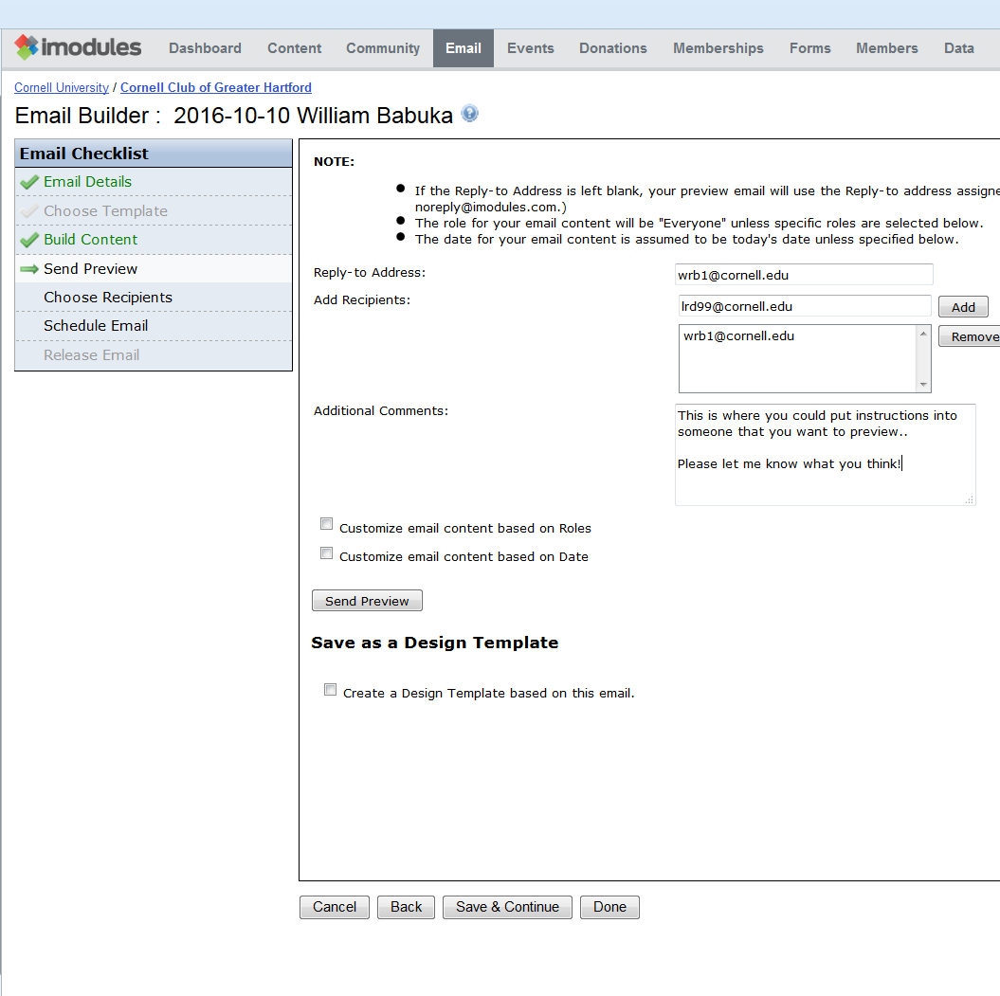 imodules Dashboard Content Community Email Events Donations Memberships Forms Members Data
Cornell University / Cornell Club of Greater Hartford
Email Builder : 2016-10-10 William Babuka ?
Email Checklist
Email Details
Choose Template
Build Content
Send Preview
Choose Recipients
Schedule Email
Release Email
NOTE:
If the Reply-to Address is left blank, your preview email will use the Reply-to address assigne
noreply@imodules.com.)
The role for your email content will be "Everyone" unless specific roles are selected below.
The date for your email content is assumed to be today's date unless specified below.
Reply-to Address: wrb1@cornell.edu
Add Recipients: lrd99@cornell.edu Add
wrb1@cornell.edu Remove
Additional Comments: This is where you could put instructions into
someone that you want to preview..
Please let me know what you think!
Customize email content based on Roles
Customize email content based on Date
Send Preview
Save as a Design Template
Create a Design Template based on this email.
Cancel Back Save & Continue Done